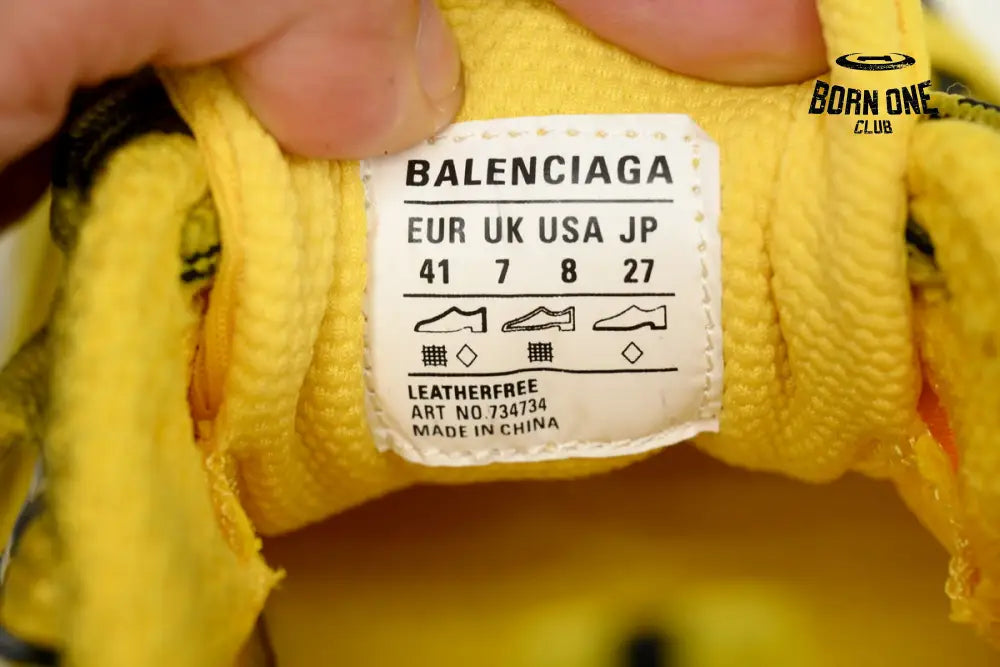 BORN ONE
CLUB
BALENCIAGA
EUR UK USA JP
41 7 8 27
LEATHERFREE
ART NO.734734
MADE IN CHINA